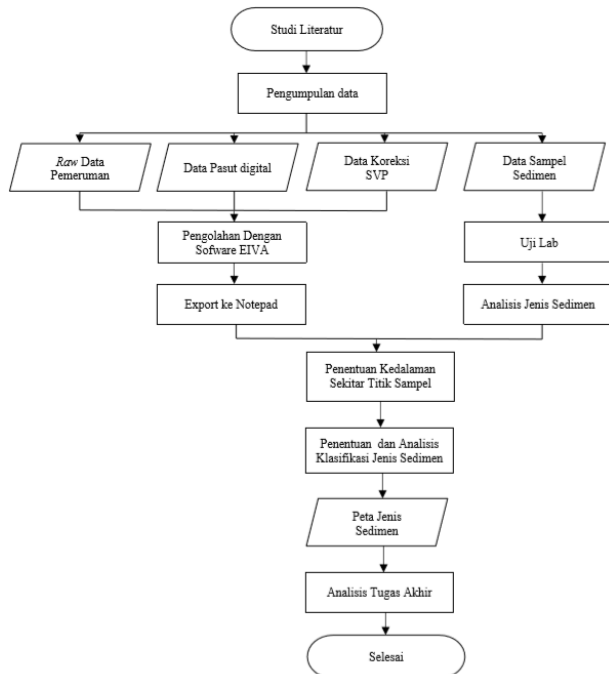 Studi Literatur
Pengumpulan data
Raw Data
Pemeruman
Data Pasut digital
Data Koreksi
SVP
Data Sampel
Sedimen
Pengolahan Dengan
Sofware EIVA
Uji Lab
Export ke Notepad
Analisis Jenis Sedimen
Penentuan Kedalaman
Sekitar Titik Sampel
Penentuan dan Analisis
Klasifikasi Jenis Sedimen
Peta Jenis
Sedimen
Analisis Tugas Akhir
Selesai